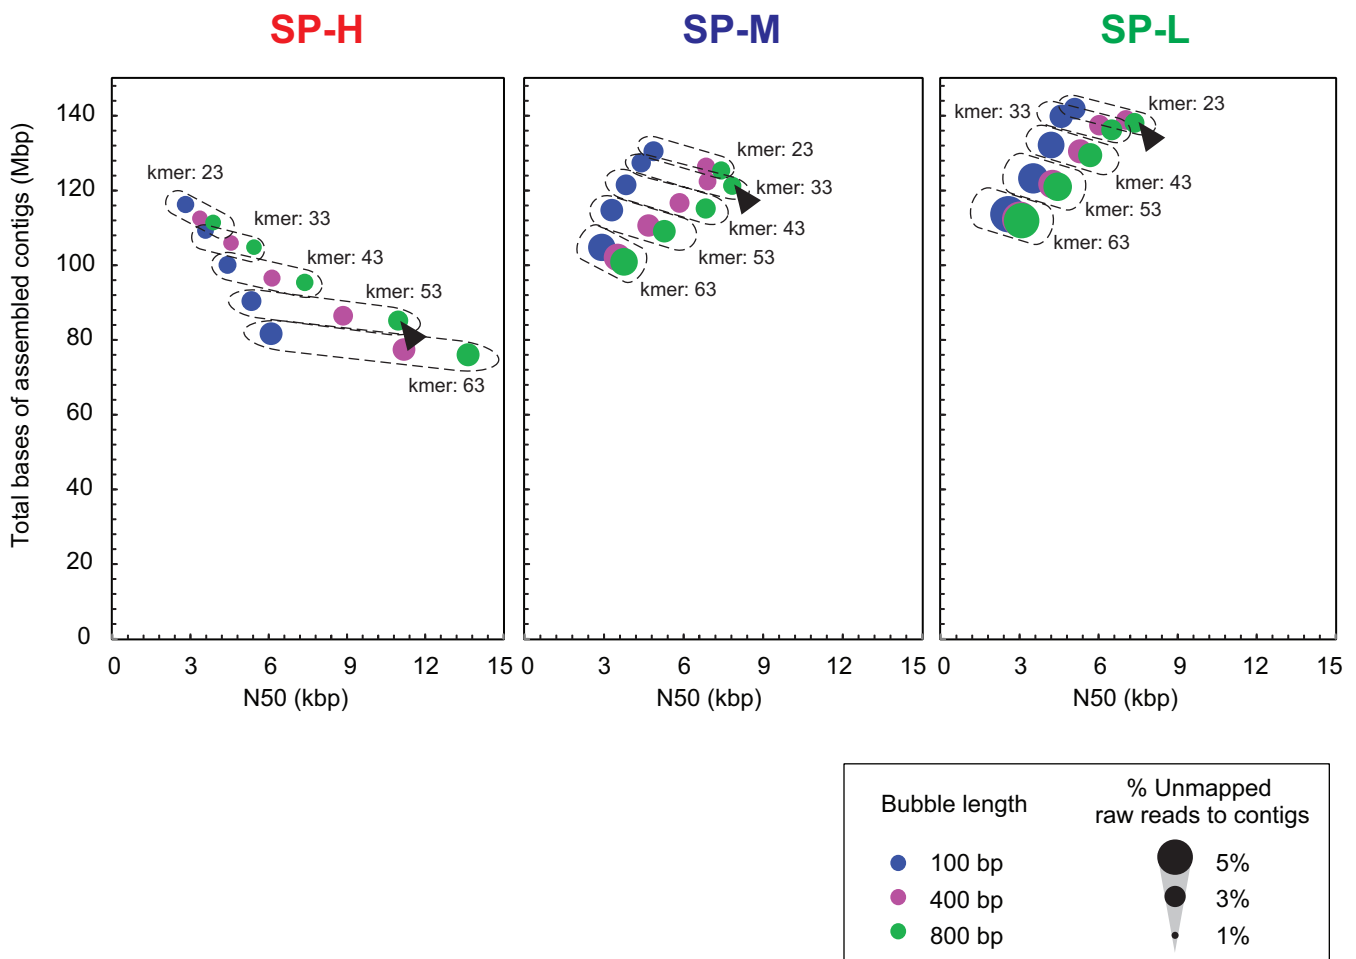 SP-H
SP-M
SP-L
Total bases of assembled contigs (Mbp)
140
120
100
80
60
40
20
0
kmer: 23
kmer: 33
kmer: 43
kmer: 53
kmer: 63
kmer: 23
kmer: 33
kmer: 43
kmer: 53
kmer: 63
kmer: 33
kmer: 23
kmer: 43
kmer: 53
kmer: 63
0 3 6 9 12 15
0 3 6 9 12 15
0 3 6 9 12 15
N50 (kbp)
N50 (kbp)
N50 (kbp)
Bubble length
100 bp
400 bp
800 bp
% Unmapped
raw reads to contigs
5%
3%
1%